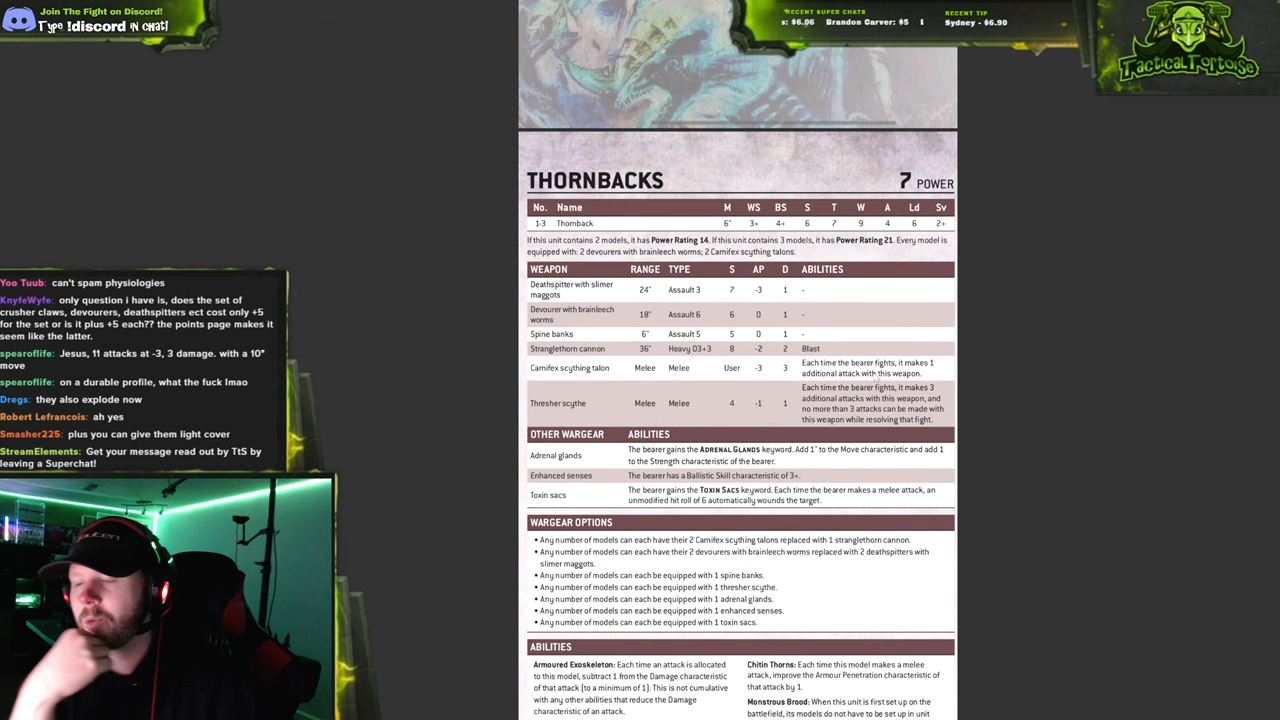 Join The Fight on Discord!
Type !discord in chat!
RECENT SUPER CHATS
s: $6.06 Brandon Carver: $5
RECENT TIP
Sydney - $6.90
TacticalTortoise
THORNBACKS 7 POWER
No. Name M WS BS S T W A Ld Sv
1-3 Thornback 6" 3+ 4+ 6 7 9 4 6 2+
If this unit contains 2 models, it has Power Rating 14. If this unit contains 3 models, it has Power Rating 21. Every model is
equipped with: 2 devourers with brainleech worms; 2 Carnifex scything talons.
WEAPON RANGE TYPE S AP D ABILITIES
Deathspitter with slimer
maggots 24" Assault 3 7 -3 1 -
Devourer with brainleech
worms 18" Assault 6 6 0 1 -
Spine banks 6" Assault 5 5 0 1 -
Stranglethorn cannon 36" Heavy D3+3 8 -2 2 Blast
Carnifex scything talon Melee Melee User -3 3 Each time the bearer fights, it makes 1
additional attack with this weapon.
Thresher scythe Melee Melee 4 -1 1 Each time the bearer fights, it makes 3
additional attacks with this weapon, and
no more than 3 attacks can be made with
this weapon while resolving that fight.
OTHER WARGEAR ABILITIES
Adrenal glands The bearer gains the ADRENAL GLANDS keyword. Add 1" to the Move characteristic and add 1
to the Strength characteristic of the bearer.
Enhanced senses The bearer has a Ballistic Skill characteristic of 3+.
Toxin sacs The bearer gains the TOXIN SACS keyword. Each time the bearer makes a melee attack, an
unmodified hit roll of 6 automatically wounds the target.
WARGEAR OPTIONS
• Any number of models can each have their 2 Carnifex scything talons replaced with 1 stranglethorn cannon.
• Any number of models can each have their 2 devourers with brainleech worms replaced with 2 deathspitters with
slimer maggots.
• Any number of models can each be equipped with 1 spine banks.
• Any number of models can each be equipped with 1 thresher scythe.
• Any number of models can each be equipped with 1 adrenal glands.
• Any number of models can each be equipped with 1 enhanced senses.
• Any number of models can each be equipped with 1 toxin sacs.
ABILITIES
Armoured Exoskeleton: Each time an attack is allocated
to this model, subtract 1 from the Damage characteristic
of that attack (to a minimum of 1). This is not cumulative
with any other abilities that reduce the Damage
characteristic of an attack.
Chitin Thorns: Each time this model makes a melee
attack, improve the Armour Penetration characteristic of
that attack by 1.
Monstrous Brood: When this unit is first set up on the
battlefield, its models do not have to be set up in unit
Yoo Tuub: can't spam physiologies
KnyfeWyfe: only question i have is, does the set of
crusher claws, devourers, deathspitters ect cost only +5
for the set or is it plus +5 each?? the points page makes it
seem like the latter.
spearoflife: Jesus, 11 attacks at -3, 3 damage. with a 10"
move
spearoflife: on a durable profile, what the fuck lmao
Dregs: they also explode now
Robert Lefrancois: ah yes
Smasher225: plus you can give them light cover
StreamElements: Get your message read out by TtS by
leaving a Superchat!